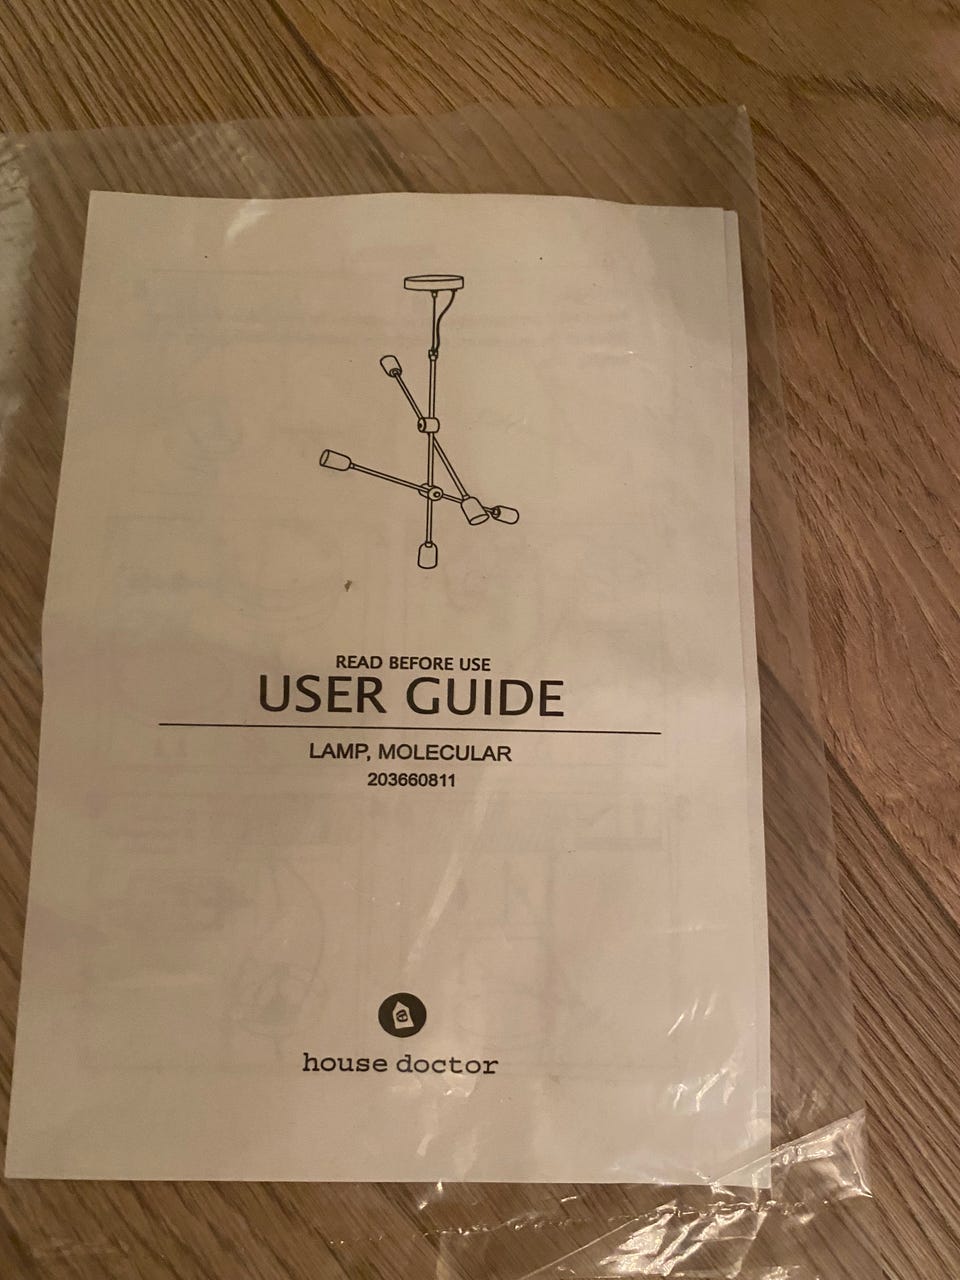 READ BEFORE USE
USER GUIDE
LAMP, MOLECULAR
203660811
house doctor